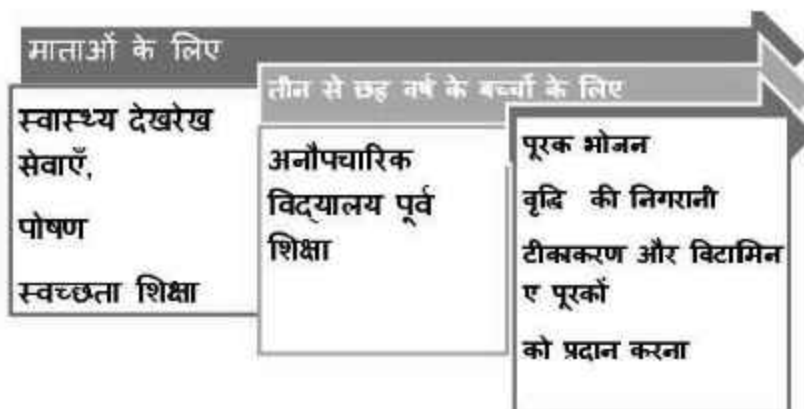 माताओं के लिए
स्वास्थ्य देखरेख
सेवाएँ,
पोषण
स्वच्छता शिक्षा
तीन से छह वर्ष के बच्चों के लिए
अनौपचारिक
विद्यालय पूर्व
शिक्षा
पूरक भोजन
वृद्धि की निगरानी
टीकाकरण और विटामिन
ए पूरकों
को प्रदान करना